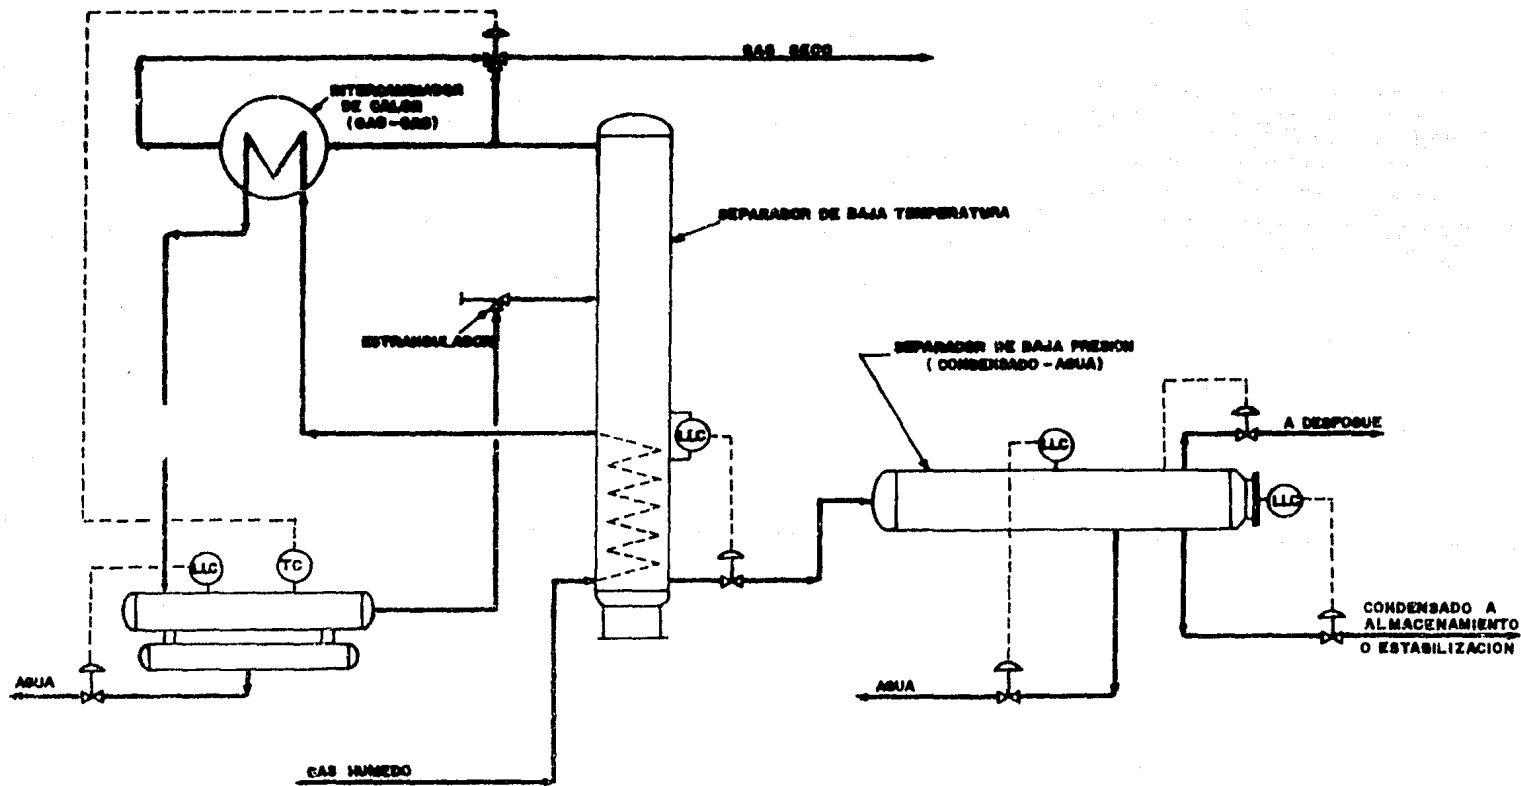 GAS SECO
INTERCAMBIADOR
DE CALOR
(GAS-GAS)
SEPARADOR DE BAJA TEMPERATURA
ESTRANGULADOR
SEPARADOR DE BAJA PRESION
(CONDENSADO-AGUA)
A DESFOGUE
LLC
LLC
LLC
LLC
TC
CONDENSADO A
ALMACENAMIENTO
O ESTABILIZACION
AGUA
AGUA
GAS HUMEDO